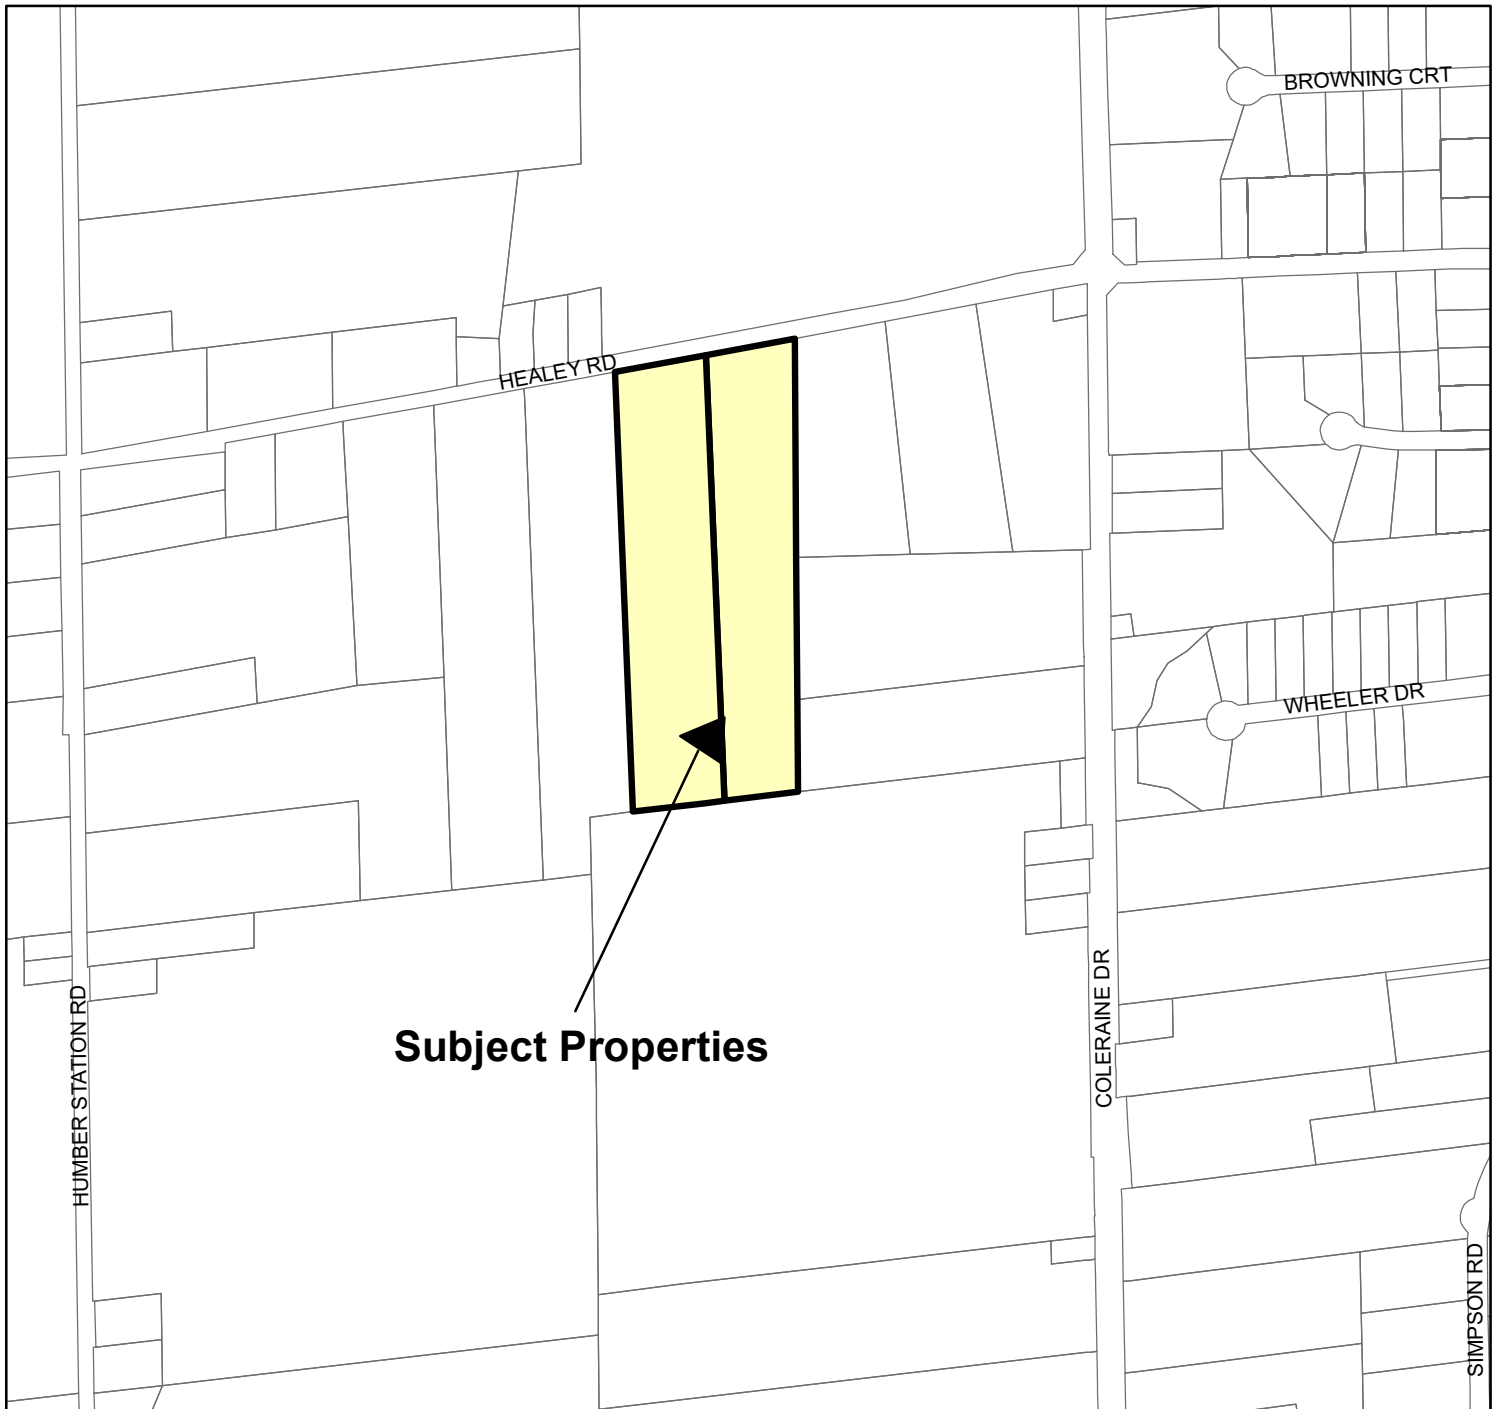 BROWNING CRT
HEALEY RD
WHEELER DR
Subject Properties
HUMBER STATION RD
COLERAINE DR
SIMPSON RD